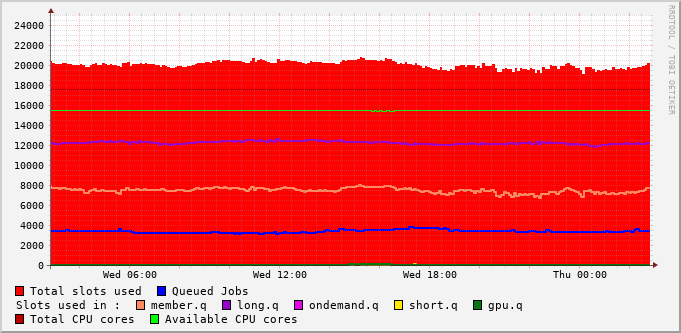 24000
22000
20000
18000
16000
14000
12000
10000
8000
6000
4000
2000
0
Wed 06:00 Wed 12:00 Wed 18:00 Thu 00:00
Total slots used Queued Jobs
Slots used in : member.q long.q ondemand.q short.q gpu.q
Total CPU cores Available CPU cores
RRDTOOL / TOBI OETIKER